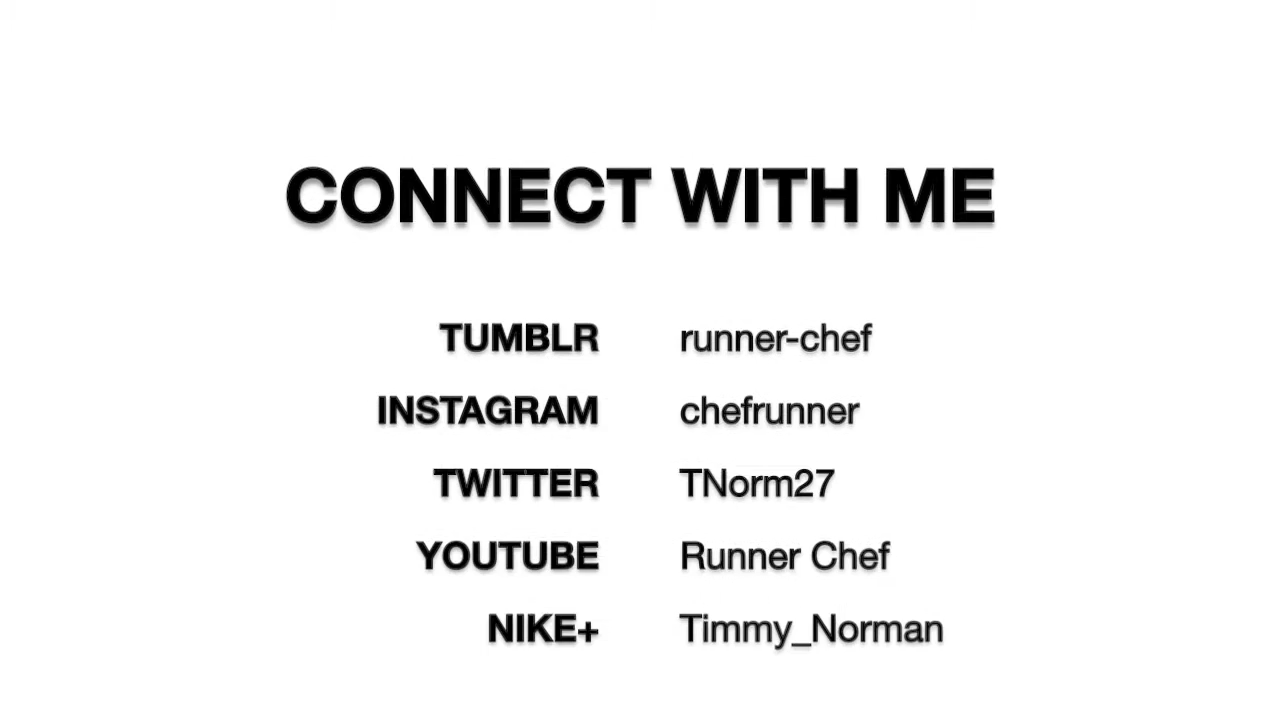 CONNECT WITH ME
TUMBLR runner-chef
INSTAGRAM chefrunner
TWITTER TNorm27
YOUTUBE Runner Chef
NIKE+ Timmy_Norman